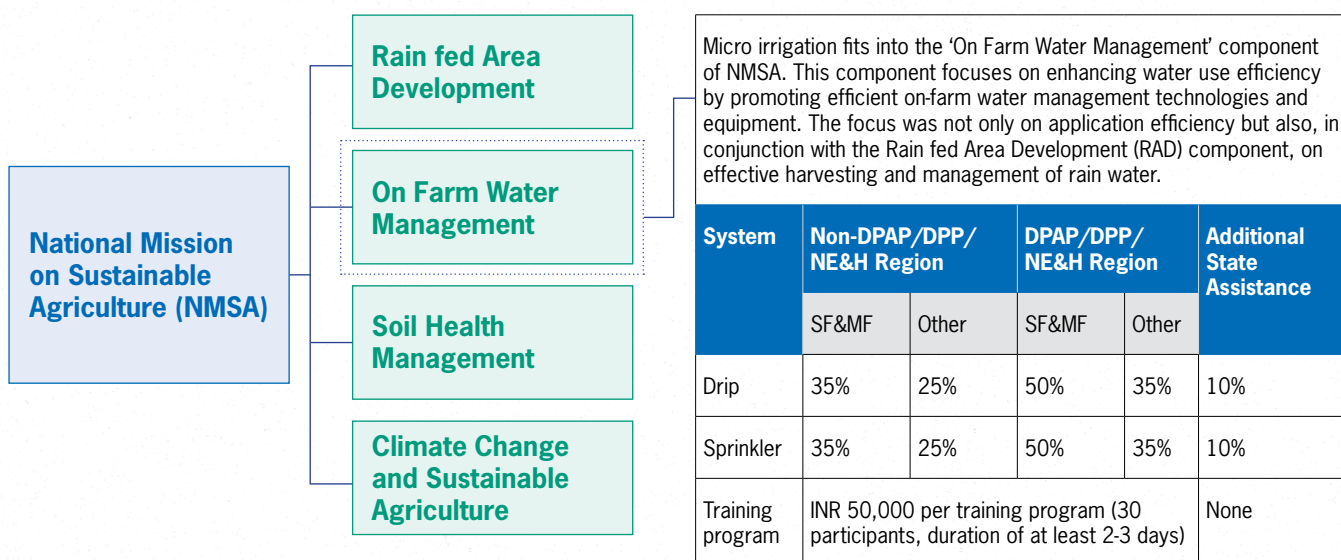 National Mission
on Sustainable
Agriculture (NMSA)
Rain fed Area
Development
On Farm Water
Management
Soil Health
Management
Climate Change
and Sustainable
Agriculture
Micro irrigation fits into the ‘On Farm Water Management’ component
of NMSA. This component focuses on enhancing water use efficiency
by promoting efficient on-farm water management technologies and
equipment. The focus was not only on application efficiency but also, in
conjunction with the Rain fed Area Development (RAD) component, on
effective harvesting and management of rain water.
System Non-DPAP/DPP/ DPAP/DPP/ Additional
NE&H Region NE&H Region State
Assistance
SF&MF Other SF&MF Other
Drip 35% 25% 50% 35% 10%
Sprinkler 35% 25% 50% 35% 10%
Training INR 50,000 per training program (30 None
program participants, duration of at least 2-3 days)